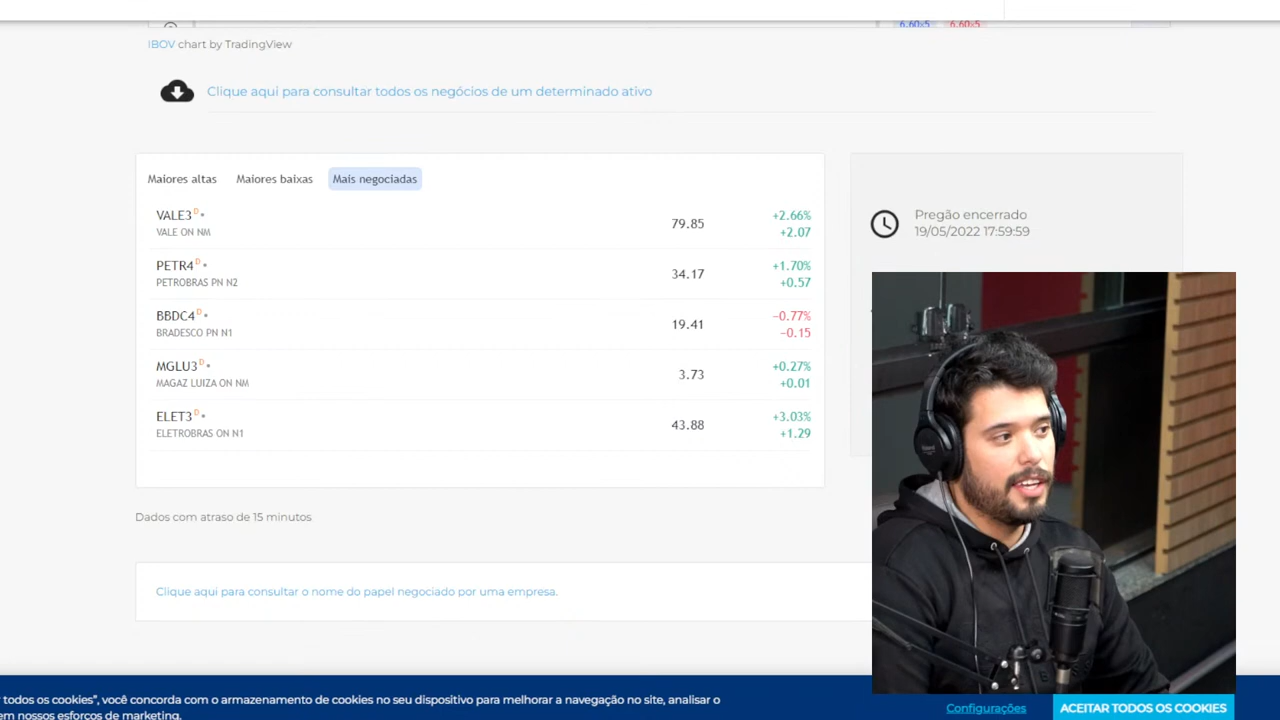 6.60x5 6.60x5
IBOV chart by TradingView
Clique aqui para consultar todos os negócios de um determinado ativo
Maiores altas Maiores baixas Mais negociadas
VALE3 D
VALE ON NM
79.85
+2.66%
+2.07
PETR4 D
PETROBRAS PN N2
34.17
+1.70%
+0.57
BBDC4 D
BRADESCO PN N1
19.41
−0.77%
−0.15
MGLU3 D
MAGAZ LUIZA ON NM
3.73
+0.27%
+0.01
ELET3 D
ELETROBRAS ON N1
43.88
+3.03%
+1.29
Pregão encerrado
19/05/2022 17:59:59
Dados com atraso de 15 minutos
Clique aqui para consultar o nome do papel negociado por uma empresa.
r todos os cookies", você concorda com o armazenamento de cookies no seu dispositivo para melhorar a navegação no site, analisar o
em nossos esforços de marketing.
Configurações
ACEITAR TODOS OS COOKIES